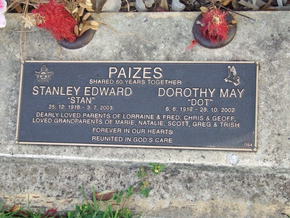 PAIZES
SHARED 60 YEARS TOGETHER
STANLEY EDWARD DOROTHY MAY
"STAN" "DOT"
25. 12. 1916 - 3. 7. 2003 6. 6. 1919 - 28. 10. 2002
DEARLY LOVED PARENTS OF LORRAINE & FRED, CHRIS & GEOFF,
LOVED GRANDPARENTS OF MARIE, NATALIE, SCOTT, GREG & TRISH
FOREVER IN OUR HEARTS
REUNITED IN GOD'S CARE